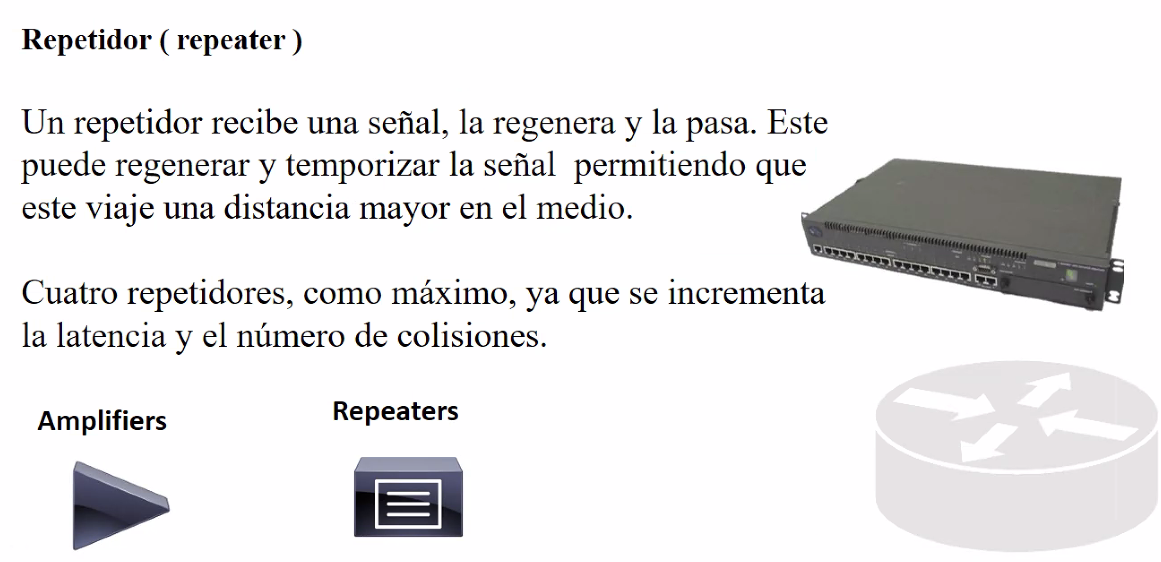 Repetidor ( repeater )
Un repetidor recibe una señal, la regenera y la pasa. Este
puede regenerar y temporizar la señal  permitiendo que
este viaje una distancia mayor en el medio.
Cuatro repetidores, como máximo, ya que se incrementa
la latencia y el número de colisiones.
Amplifiers
Repeaters